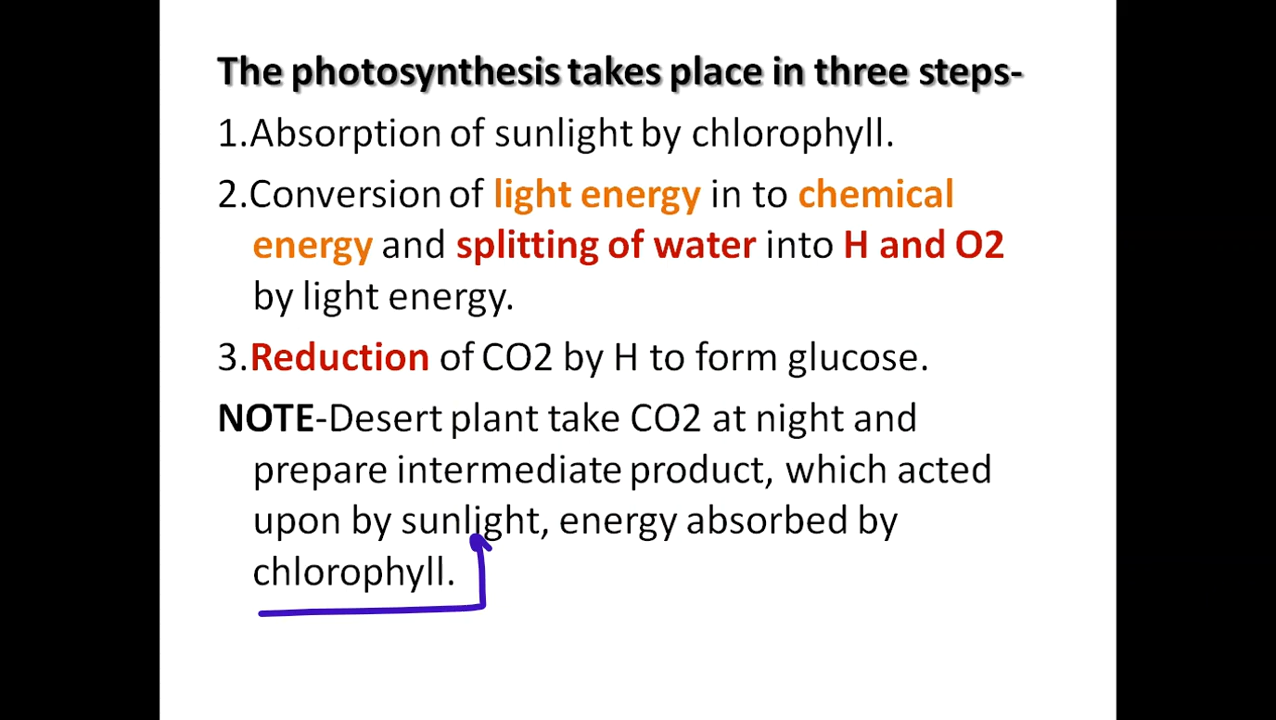 The photosynthesis takes place in three steps-
1.Absorption of sunlight by chlorophyll.
2.Conversion of light energy in to chemical
energy and splitting of water into H and O2
by light energy.
3.Reduction of CO2 by H to form glucose.
NOTE-Desert plant take CO2 at night and
prepare intermediate product, which acted
upon by sunlight, energy absorbed by
chlorophyll.